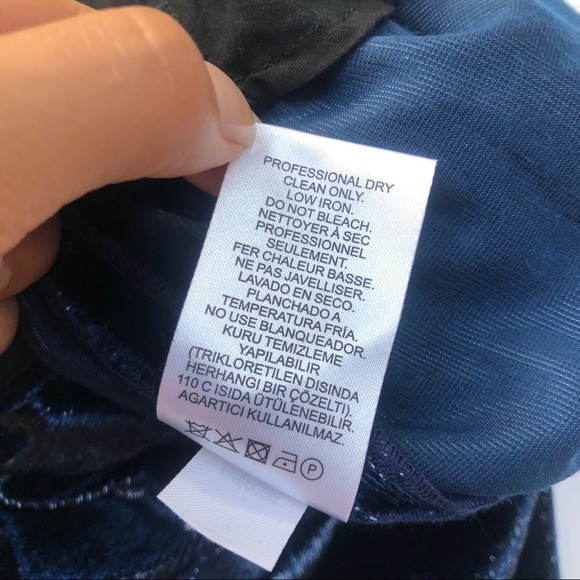 PROFESSIONAL DRY
CLEAN ONLY.
LOW IRON.
DO NOT BLEACH.
NETTOYER À SEC
PROFESSIONNEL
SEULEMENT.
FER CHALEUR BASSE.
NE PAS JAVELLISER.
LAVADO EN SECO.
PLANCHADO A
TEMPERATURA FRÍA.
NO USE BLANQUEADOR.
KURU TEMIZLEME
YAPILABILIR
(TRIKLORETILEN DISINDA
HERHANGI BIR ÇÖZELTI).
110 C ISIDA ÜTÜLENEBILIR.
AGARTICI KULLANILMAZ.
P